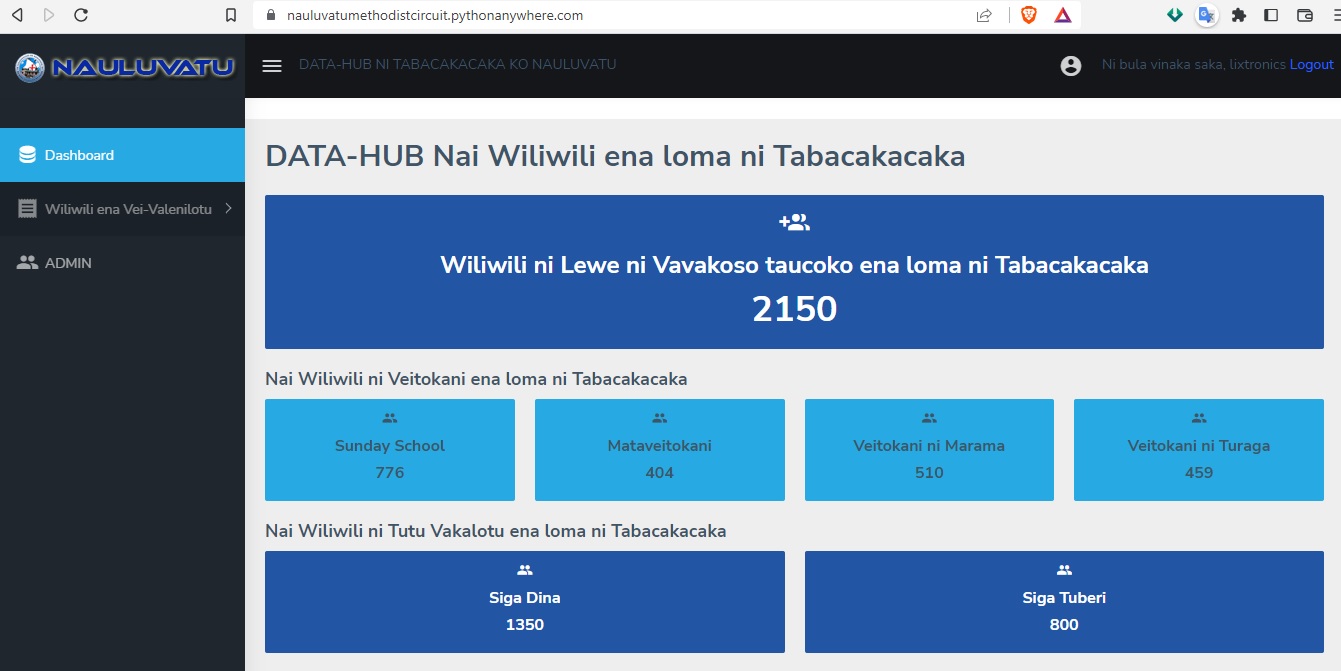 nauluvatumethodistcircuit.pythonanywhere.com
NAULUVATU
DATA-HUB NI TABACAKACAKA KO NAULUVATU
Ni bula vinaka saka, lixtronics Logout
Dashboard
Wiliwili ena Vei-Valenilotu
ADMIN
DATA-HUB Nai Wiliwili ena loma ni Tabacakacaka
Wiliwili ni Lewe ni Vavakoso taucoko ena loma ni Tabacakacaka
2150
Nai Wiliwili ni Veitokani ena loma ni Tabacakacaka
Sunday School
776
Mataveitokani
404
Veitokani ni Marama
510
Veitokani ni Turaga
459
Nai Wiliwili ni Tutu Vakalotu ena loma ni Tabacakacaka
Siga Dina
1350
Siga Tuberi
800